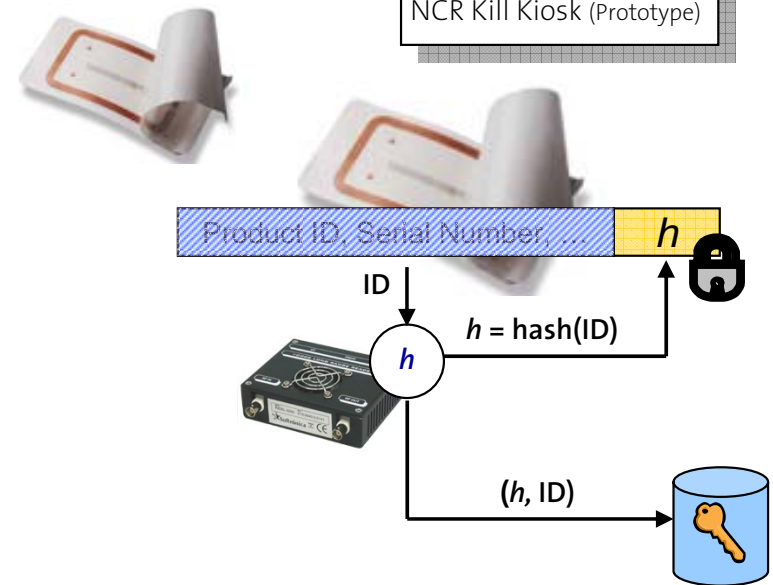 NCR Kill Kiosk (Prototype)
Product ID, Serial Number, ...
h
ID
h = hash(ID)
h
(h, ID)